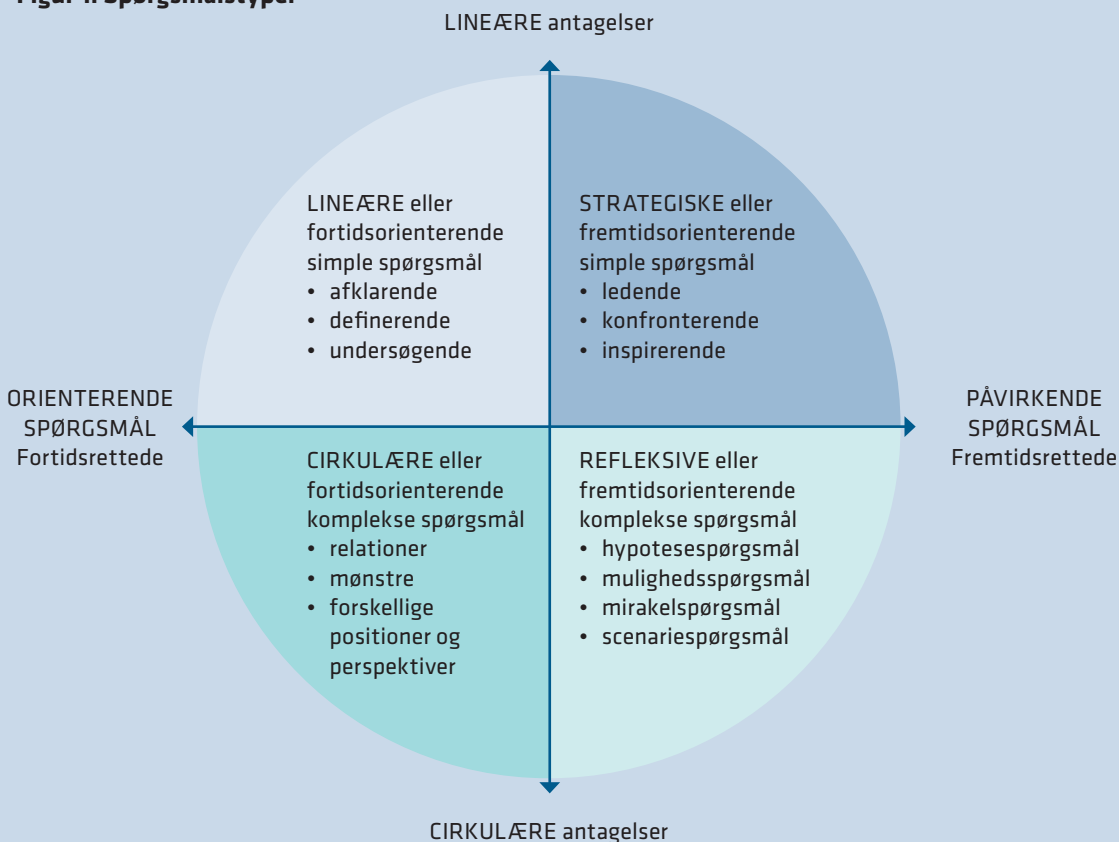 LINEÆRE antagelser
LINEÆRE eller
fortidsorienterende
simple spørgsmål
• afklarende
• definerende
• undersøgende
STRATEGISKE eller
fremtidsorienterende
simple spørgsmål
• ledende
• konfronterende
• inspirerende
ORIENTERENDE
SPØRGSMÅL
Fortidsrettede
PÅVIRKENDE
SPØRGSMÅL
Fremtidsrettede
CIRKULÆRE eller
fortidsorienterende
komplekse spørgsmål
• relationer
• mønstre
• forskellige
positioner og
perspektiver
REFLEKSIVE eller
fremtidsorienterende
komplekse spørgsmål
• hypotesespørgsmål
• mulighedsspørgsmål
• mirakelspørgsmål
• scenariespørgsmål
CIRKULÆRE antagelser